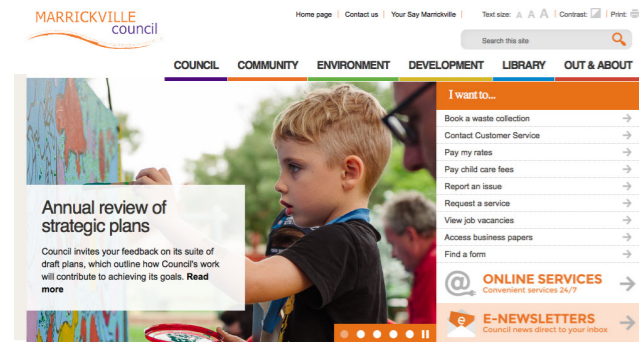 MARRICKVILLE
council
Home page | Contact us | Your Say Marrickville |
Text size: A A A | Contrast: | Print:
Search this site
COUNCIL COMMUNITY ENVIRONMENT DEVELOPMENT LIBRARY OUT & ABOUT
I want to...
Book a waste collection
Contact Customer Service
Pay my rates
Pay child care fees
Report an issue
Request a service
View job vacancies
Access business papers
Find a form
Annual review of
strategic plans
Council invites your feedback on its suite of
draft plans, which outline how Council's work
will contribute to achieving its goals. Read
more
@ ONLINE SERVICES
Convenient services 24/7
e E-NEWSLETTERS
Council news direct to your inbox